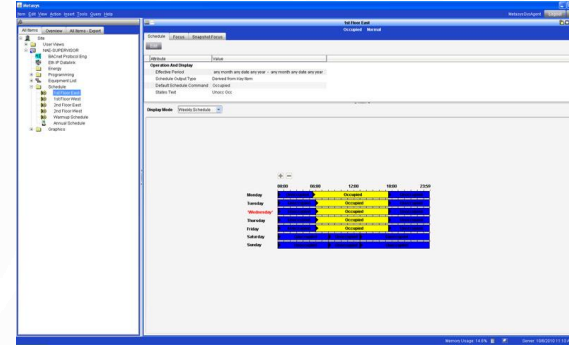 Metasys
Item Edit View Action Insert Tools Query Help
All Items Overview All Items - Expert
Site
User Views
NAE-SUPERVISOR
BACnet Protocol Eng
Energy
Programming
Equipment List
Schedule
1st Floor East
1st Floor West
2nd Floor East
2nd Floor West
Warmup Schedule
Annual Schedule
Graphics
1st Floor East
Occupied Normal
Schedule Focus Snapshot Focus
Edit
Attribute Value
Operation And Display
Effective Period any month any date any year - any month any date any year
Schedule Output Type Derived from Key Item
Default Schedule Command Occupied
States Text Unocc Occ
Display Mode Weekly Schedule
00:00 06:00 12:00 18:00 23:59
Monday Occupied
Tuesday Occupied
*Wednesday* Occupied
Thursday Occupied
Friday Occupied
Saturday
Sunday